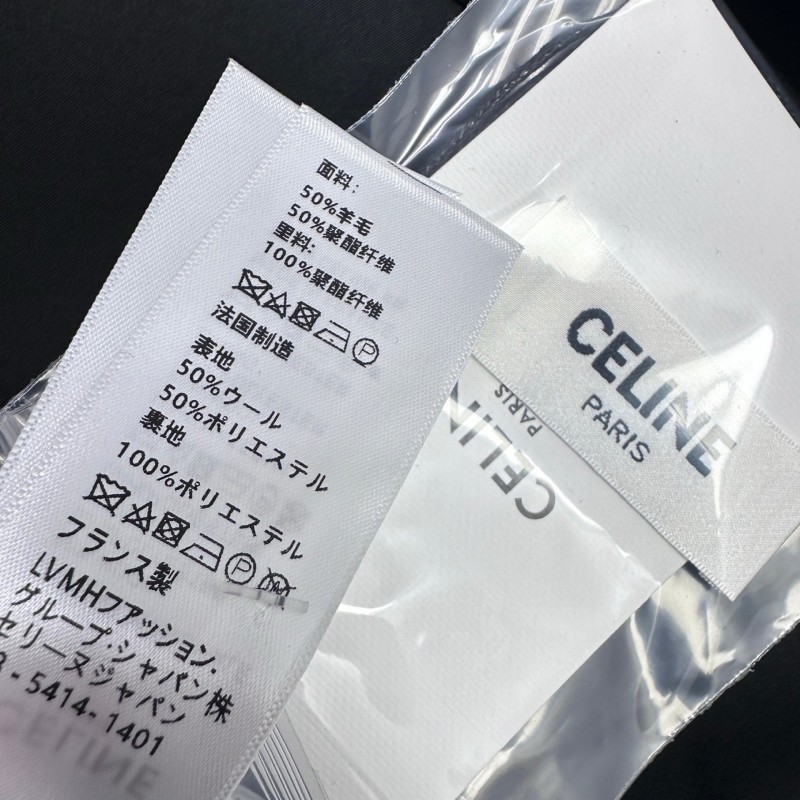 面料:
50%羊毛
50%聚酯纤维
里料:
100%聚酯纤维
P
法国制造
表地
50%ウール
50%ポリエステル
裏地
100%ポリエステル
P
フランス製
LVMHファッション・
グループ・ジャパン株
セリーヌジャパン
3 - 5414- 1401
CELINE
CELINE
PARIS
CELIN
PARIS